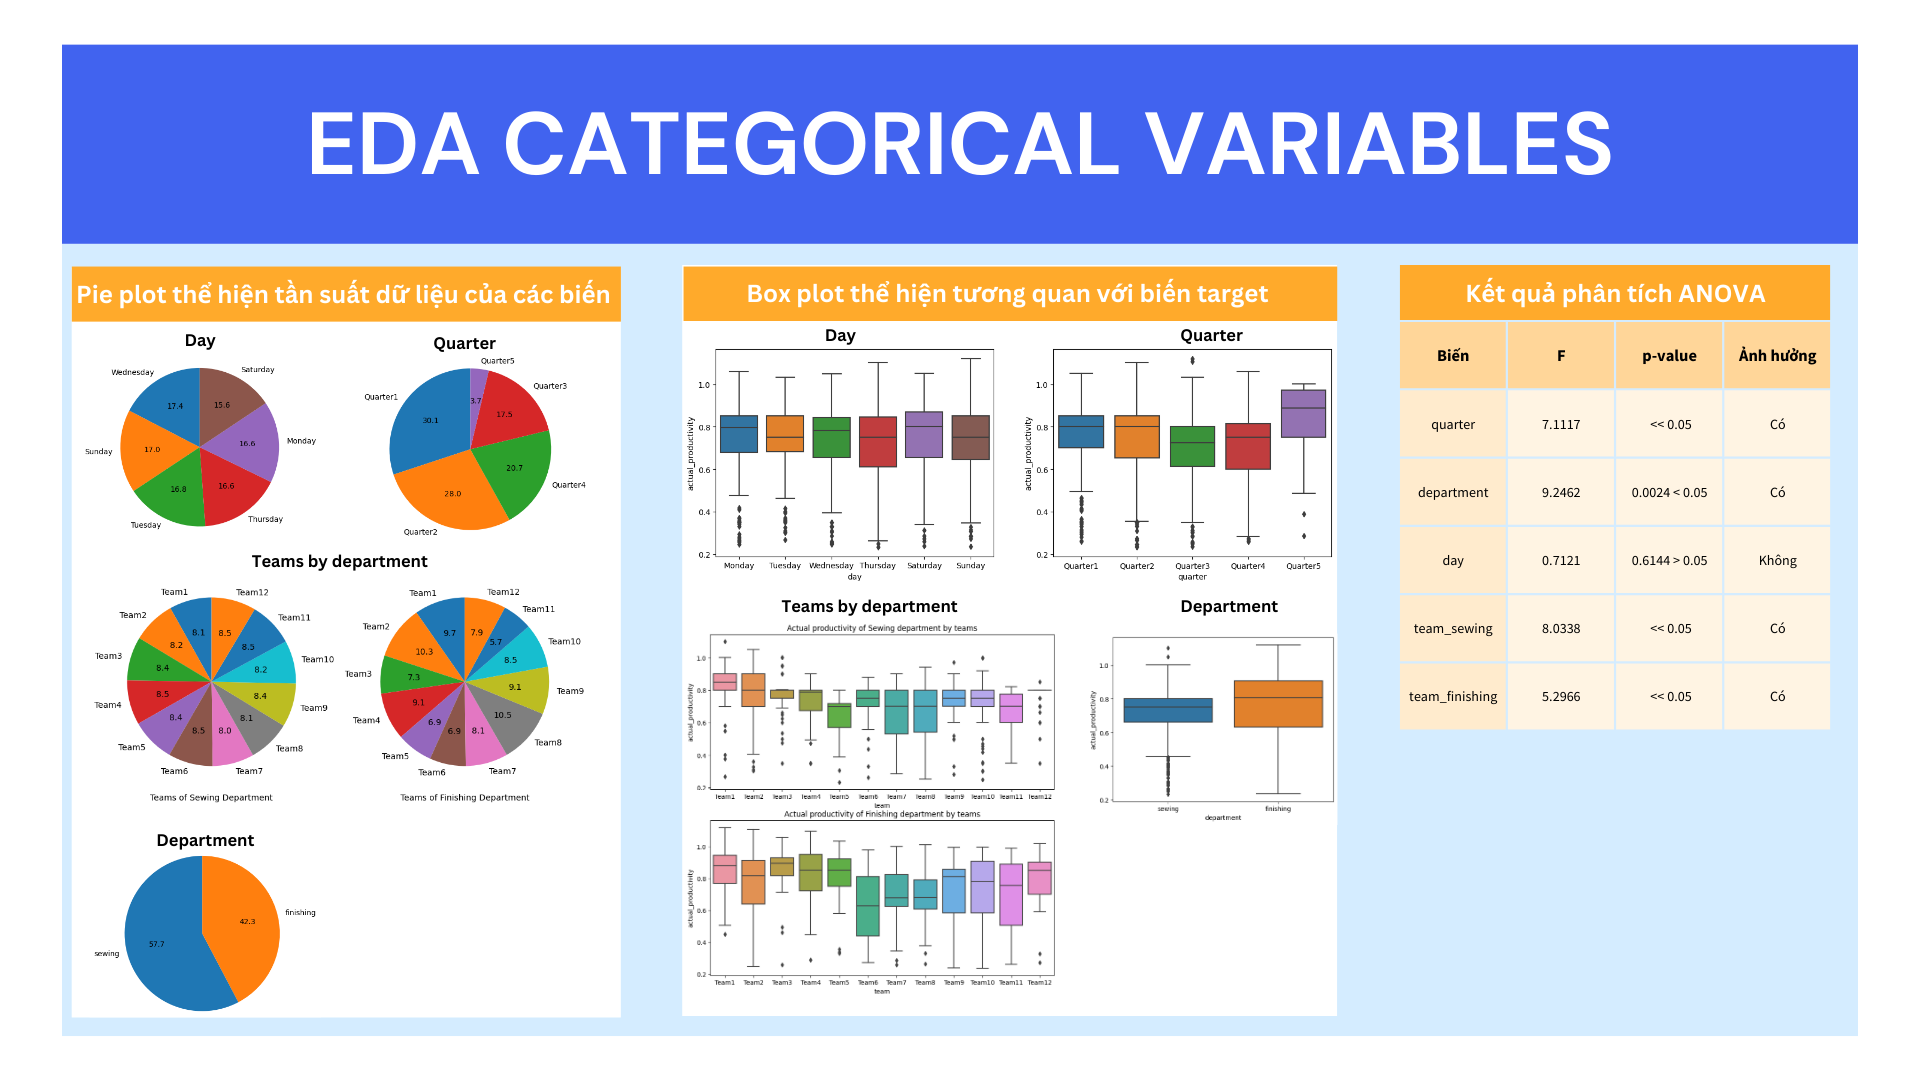 EDA CATEGORICAL VARIABLES
Pie plot thể hiện tần suất dữ liệu của các biến
Day
Wednesday
Saturday
Sunday
Monday
Tuesday
Thursday
17.4
15.6
17.0
16.6
16.8
16.6
Quarter
Quarter5
Quarter3
Quarter1
Quarter4
Quarter2
3.7
17.5
30.1
20.7
28.0
Teams by department
Team1
Team12
Team2
Team11
Team3
Team10
Team4
Team9
Team5
Team8
Team6
Team7
8.1
8.5
8.2
8.5
8.4
8.2
8.5
8.4
8.4
8.1
8.5
8.0
Teams of Sewing Department
Team1
Team12
Team2
Team11
Team3
Team10
Team4
Team9
Team5
Team8
Team6
Team7
9.7
7.9
10.3
5.7
7.3
8.5
9.1
9.1
6.9
10.5
6.9
8.1
Teams of Finishing Department
Department
finishing
42.3
57.7
sewing
Box plot thể hiện tương quan với biến target
Day
actual_productivity
1.0
0.8
0.6
0.4
0.2
Monday Tuesday Wednesday Thursday Saturday Sunday
day
Quarter
actual_productivity
1.0
0.8
0.6
0.4
0.2
Quarter1 Quarter2 Quarter3 Quarter4 Quarter5
quarter
Teams by department
Actual productivity of Sewing department by teams
actual_productivity
1.0
0.8
0.6
0.4
0.2
Team1 Team2 Team3 Team4 Team5 Team6 Team7 Team8 Team9 Team10 Team11 Team12
team
Actual productivity of Finishing department by teams
actual_productivity
1.0
0.8
0.6
0.4
0.2
Team1 Team2 Team3 Team4 Team5 Team6 Team7 Team8 Team9 Team10 Team11 Team12
team
Department
actual_productivity
1.0
0.8
0.6
0.4
0.2
sewing finishing
department
Kết quả phân tích ANOVA
Biến F p-value Ảnh hưởng
quarter 7.1117 << 0.05 Có
department 9.2462 0.0024 < 0.05 Có
day 0.7121 0.6144 > 0.05 Không
team_sewing 8.0338 << 0.05 Có
team_finishing 5.2966 << 0.05 Có